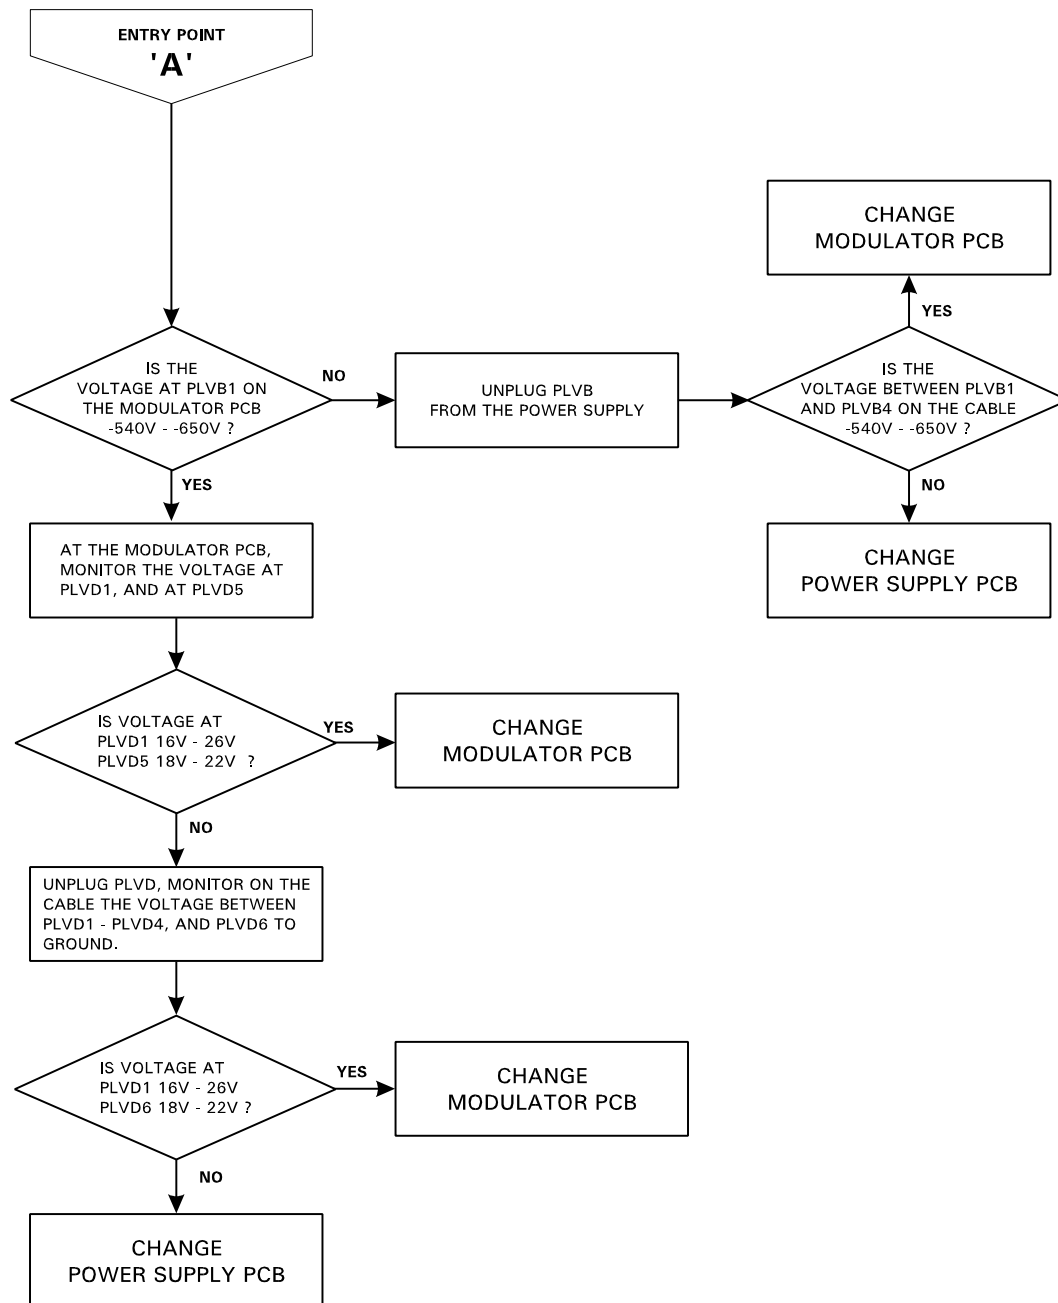 ENTRY POINT
'A'
CHANGE
MODULATOR PCB
YES
IS THE
VOLTAGE AT PLVB1 ON
THE MODULATOR PCB
-540V - -650V ?
NO
UNPLUG PLVB
FROM THE POWER SUPPLY
IS THE
VOLTAGE BETWEEN PLVB1
AND PLVB4 ON THE CABLE
-540V - -650V ?
YES
NO
AT THE MODULATOR PCB,
MONITOR THE VOLTAGE AT
PLVD1, AND AT PLVD5
CHANGE
POWER SUPPLY PCB
IS VOLTAGE AT
PLVD1 16V - 26V
PLVD5 18V - 22V ?
YES
CHANGE
MODULATOR PCB
NO
UNPLUG PLVD, MONITOR ON THE
CABLE THE VOLTAGE BETWEEN
PLVD1 - PLVD4, AND PLVD6 TO
GROUND.
IS VOLTAGE AT
PLVD1 16V - 26V
PLVD6 18V - 22V ?
YES
CHANGE
MODULATOR PCB
NO
CHANGE
POWER SUPPLY PCB